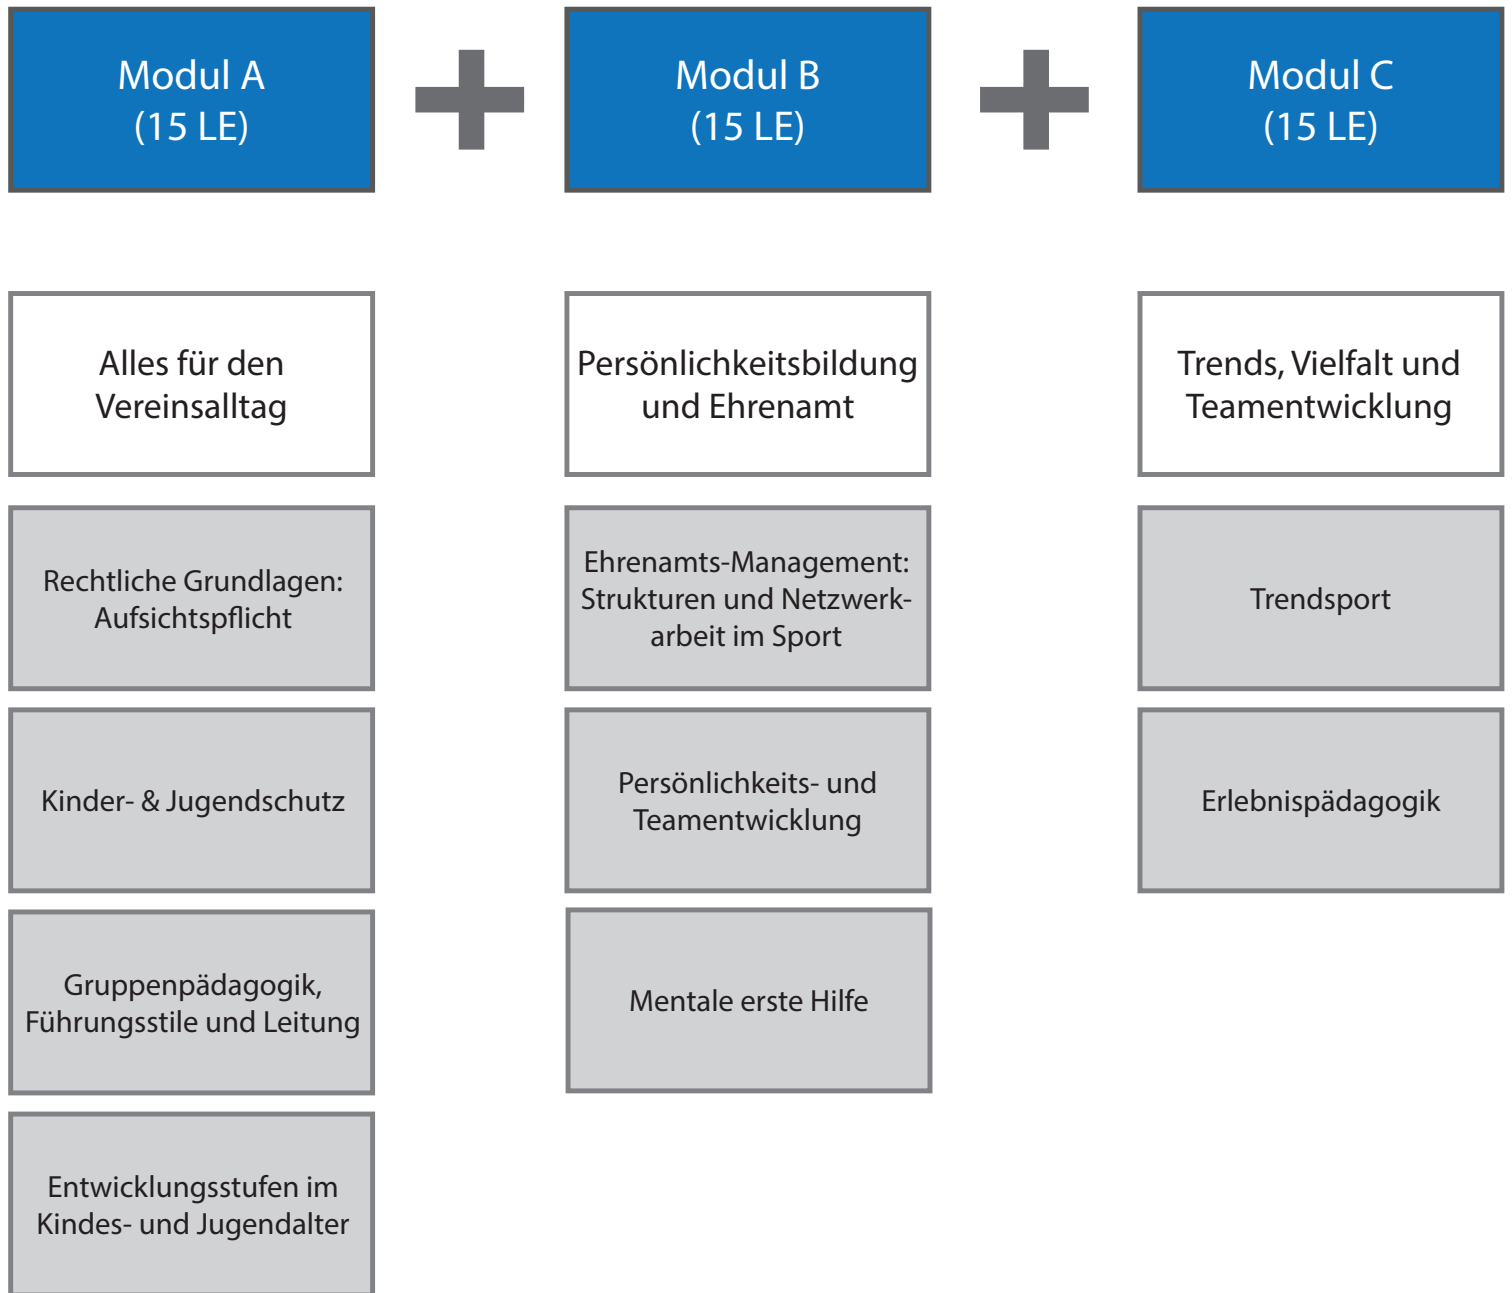 Modul A
(15 LE)
Modul B
(15 LE)
Modul C
(15 LE)
Alles für den
Vereinsalltag
Persönlichkeitsbildung
und Ehrenamt
Trends, Vielfalt und
Teamentwicklung
Rechtliche Grundlagen:
Aufsichtspflicht
Ehrenamts-Management:
Strukturen und Netzwerk-
arbeit im Sport
Trendsport
Kinder- & Jugendschutz
Persönlichkeits- und
Teamentwicklung
Erlebnispädagogik
Gruppenpädagogik,
Führungsstile und Leitung
Mentale erste Hilfe
Entwicklungsstufen im
Kindes- und Jugendalter